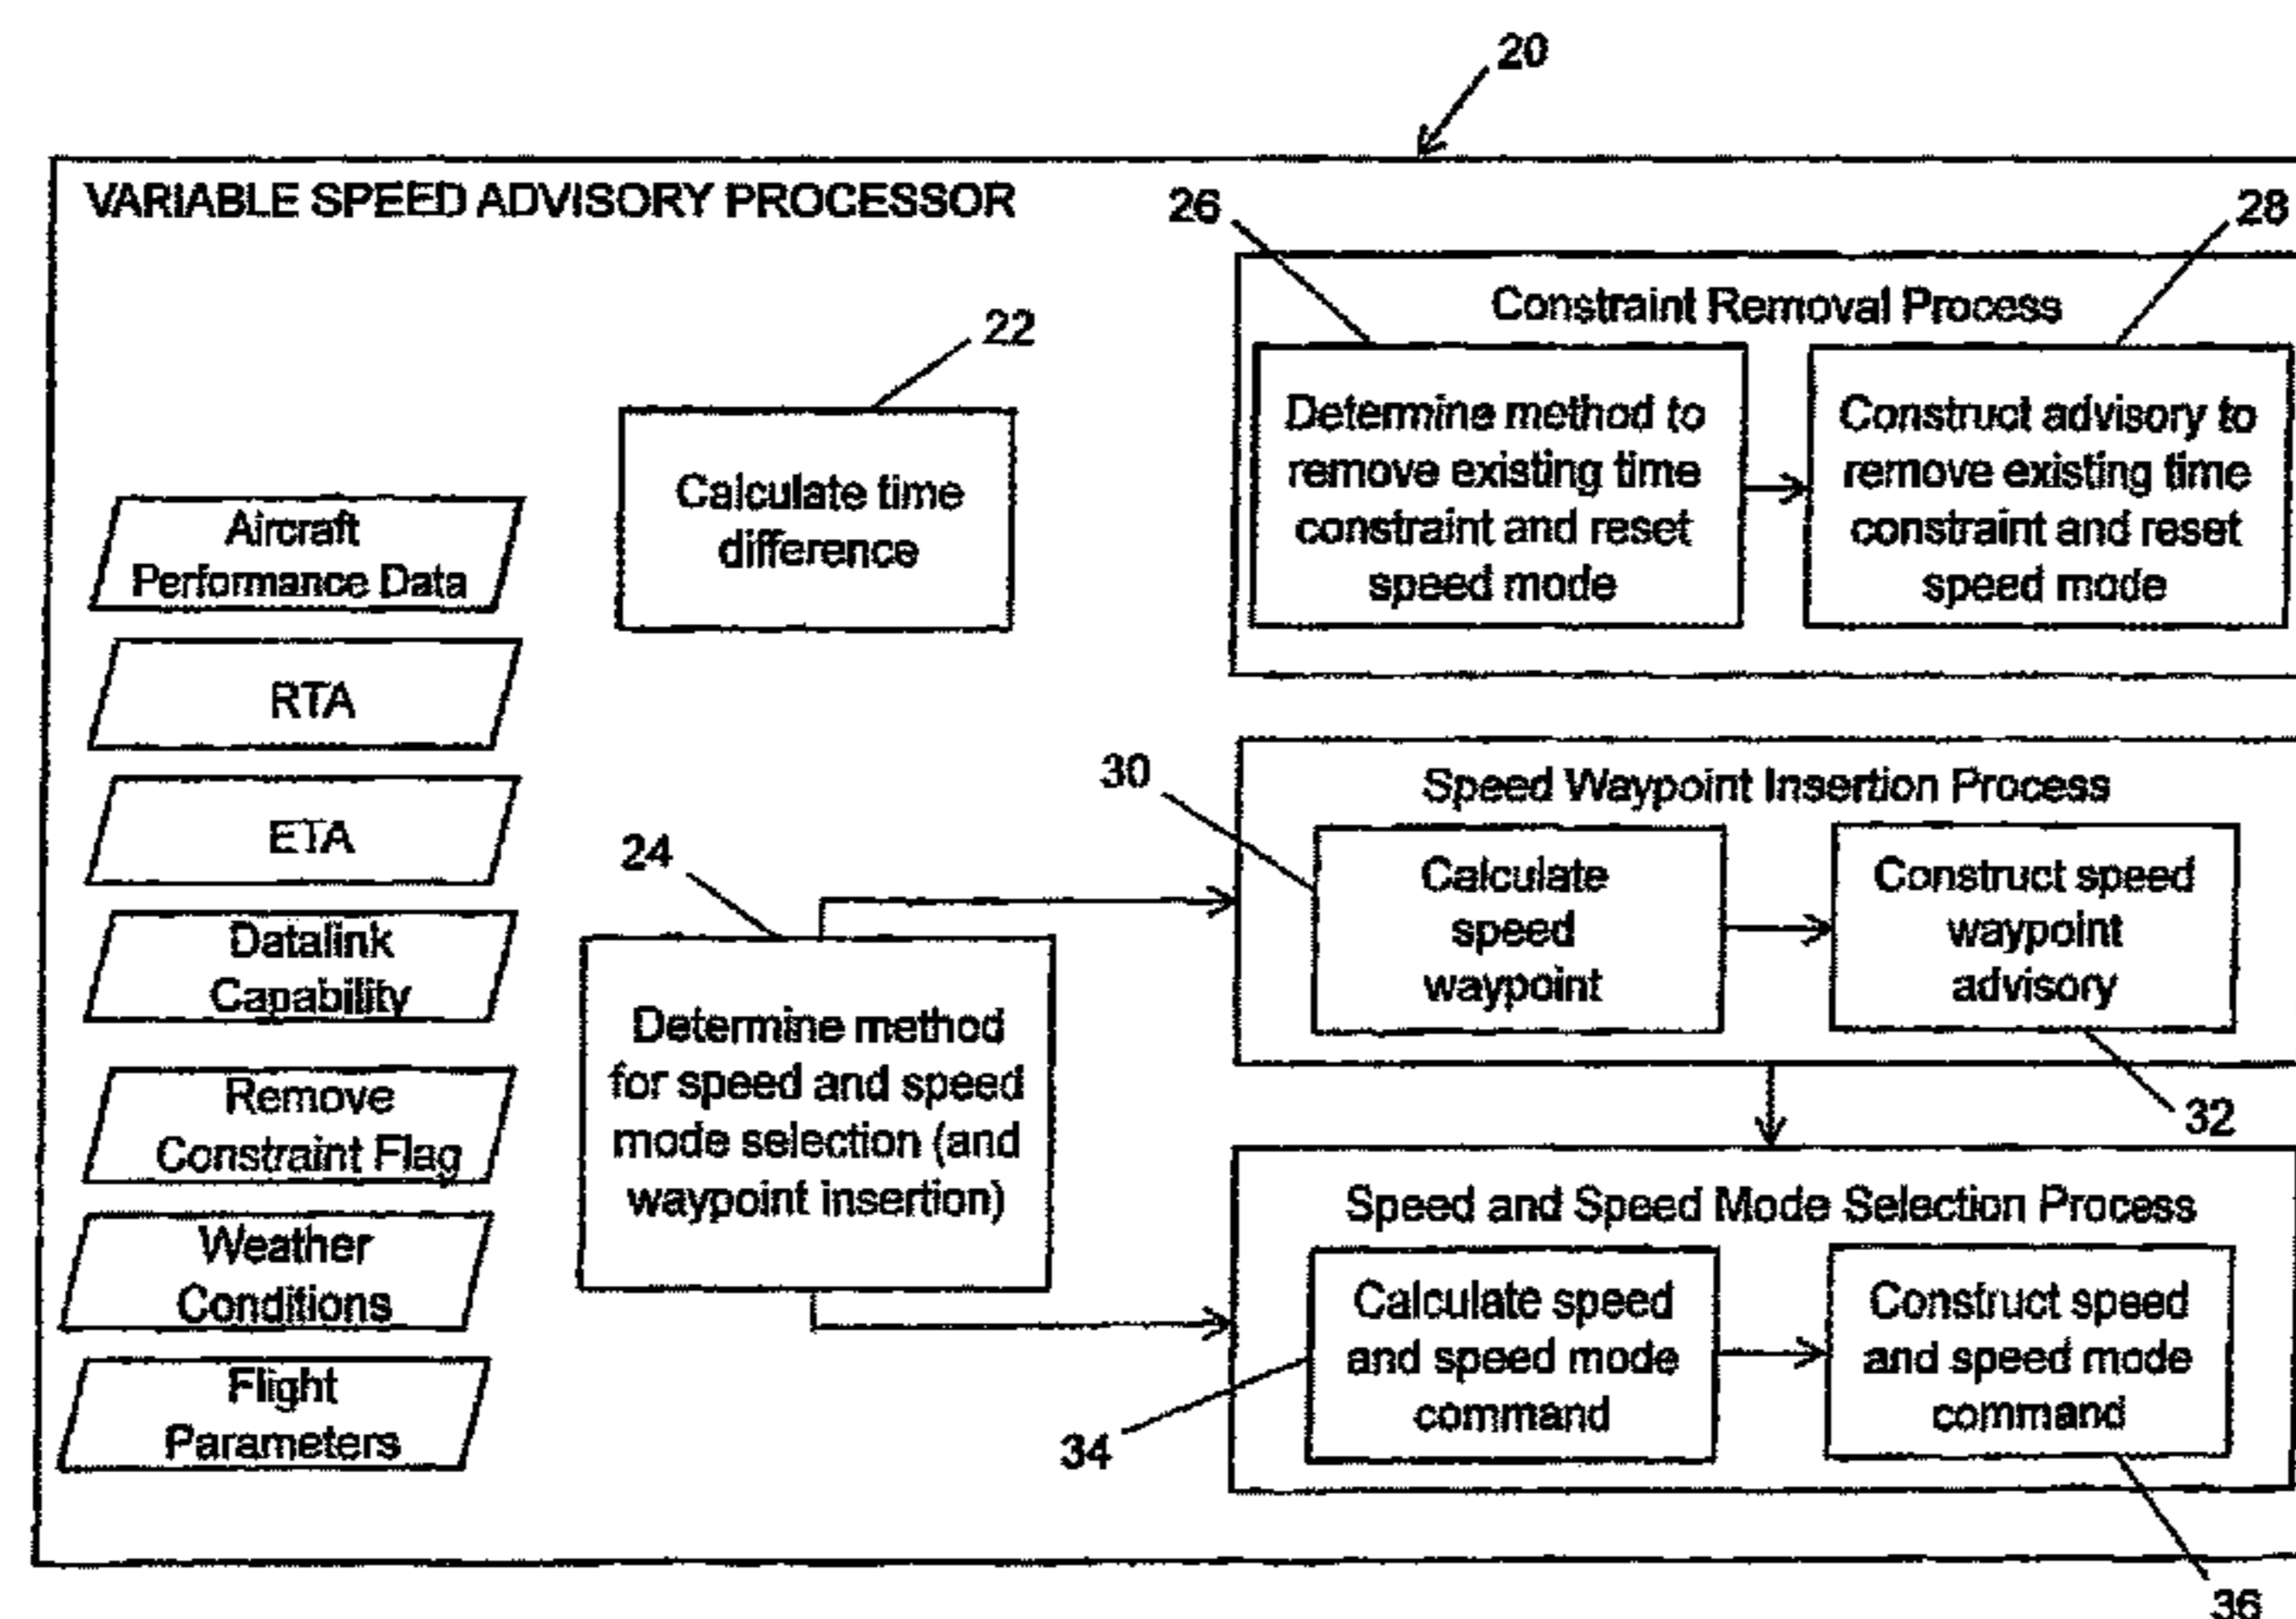 20
VARIABLE SPEED ADVISORY PROCESSOR
26
28
Constraint Removal Process
22
Determine method to
remove existing time
constraint and reset
speed mode
Construct advisory to
remove existing time
constraint and reset
speed mode
Calculate time
difference
Aircraft
Performance Data
RTA
ETA
Datalink
Capability
Remove
Constraint Flag
Weather
Conditions
Flight
Parameters
24
Determine method
for speed and speed
mode selection (and
waypoint insertion)
30
Speed Waypoint Insertion Process
Calculate
speed
waypoint
Construct speed
waypoint
advisory
32
Speed and Speed Mode Selection Process
Calculate speed
and speed mode
command
Construct speed
and speed mode
command
34
36